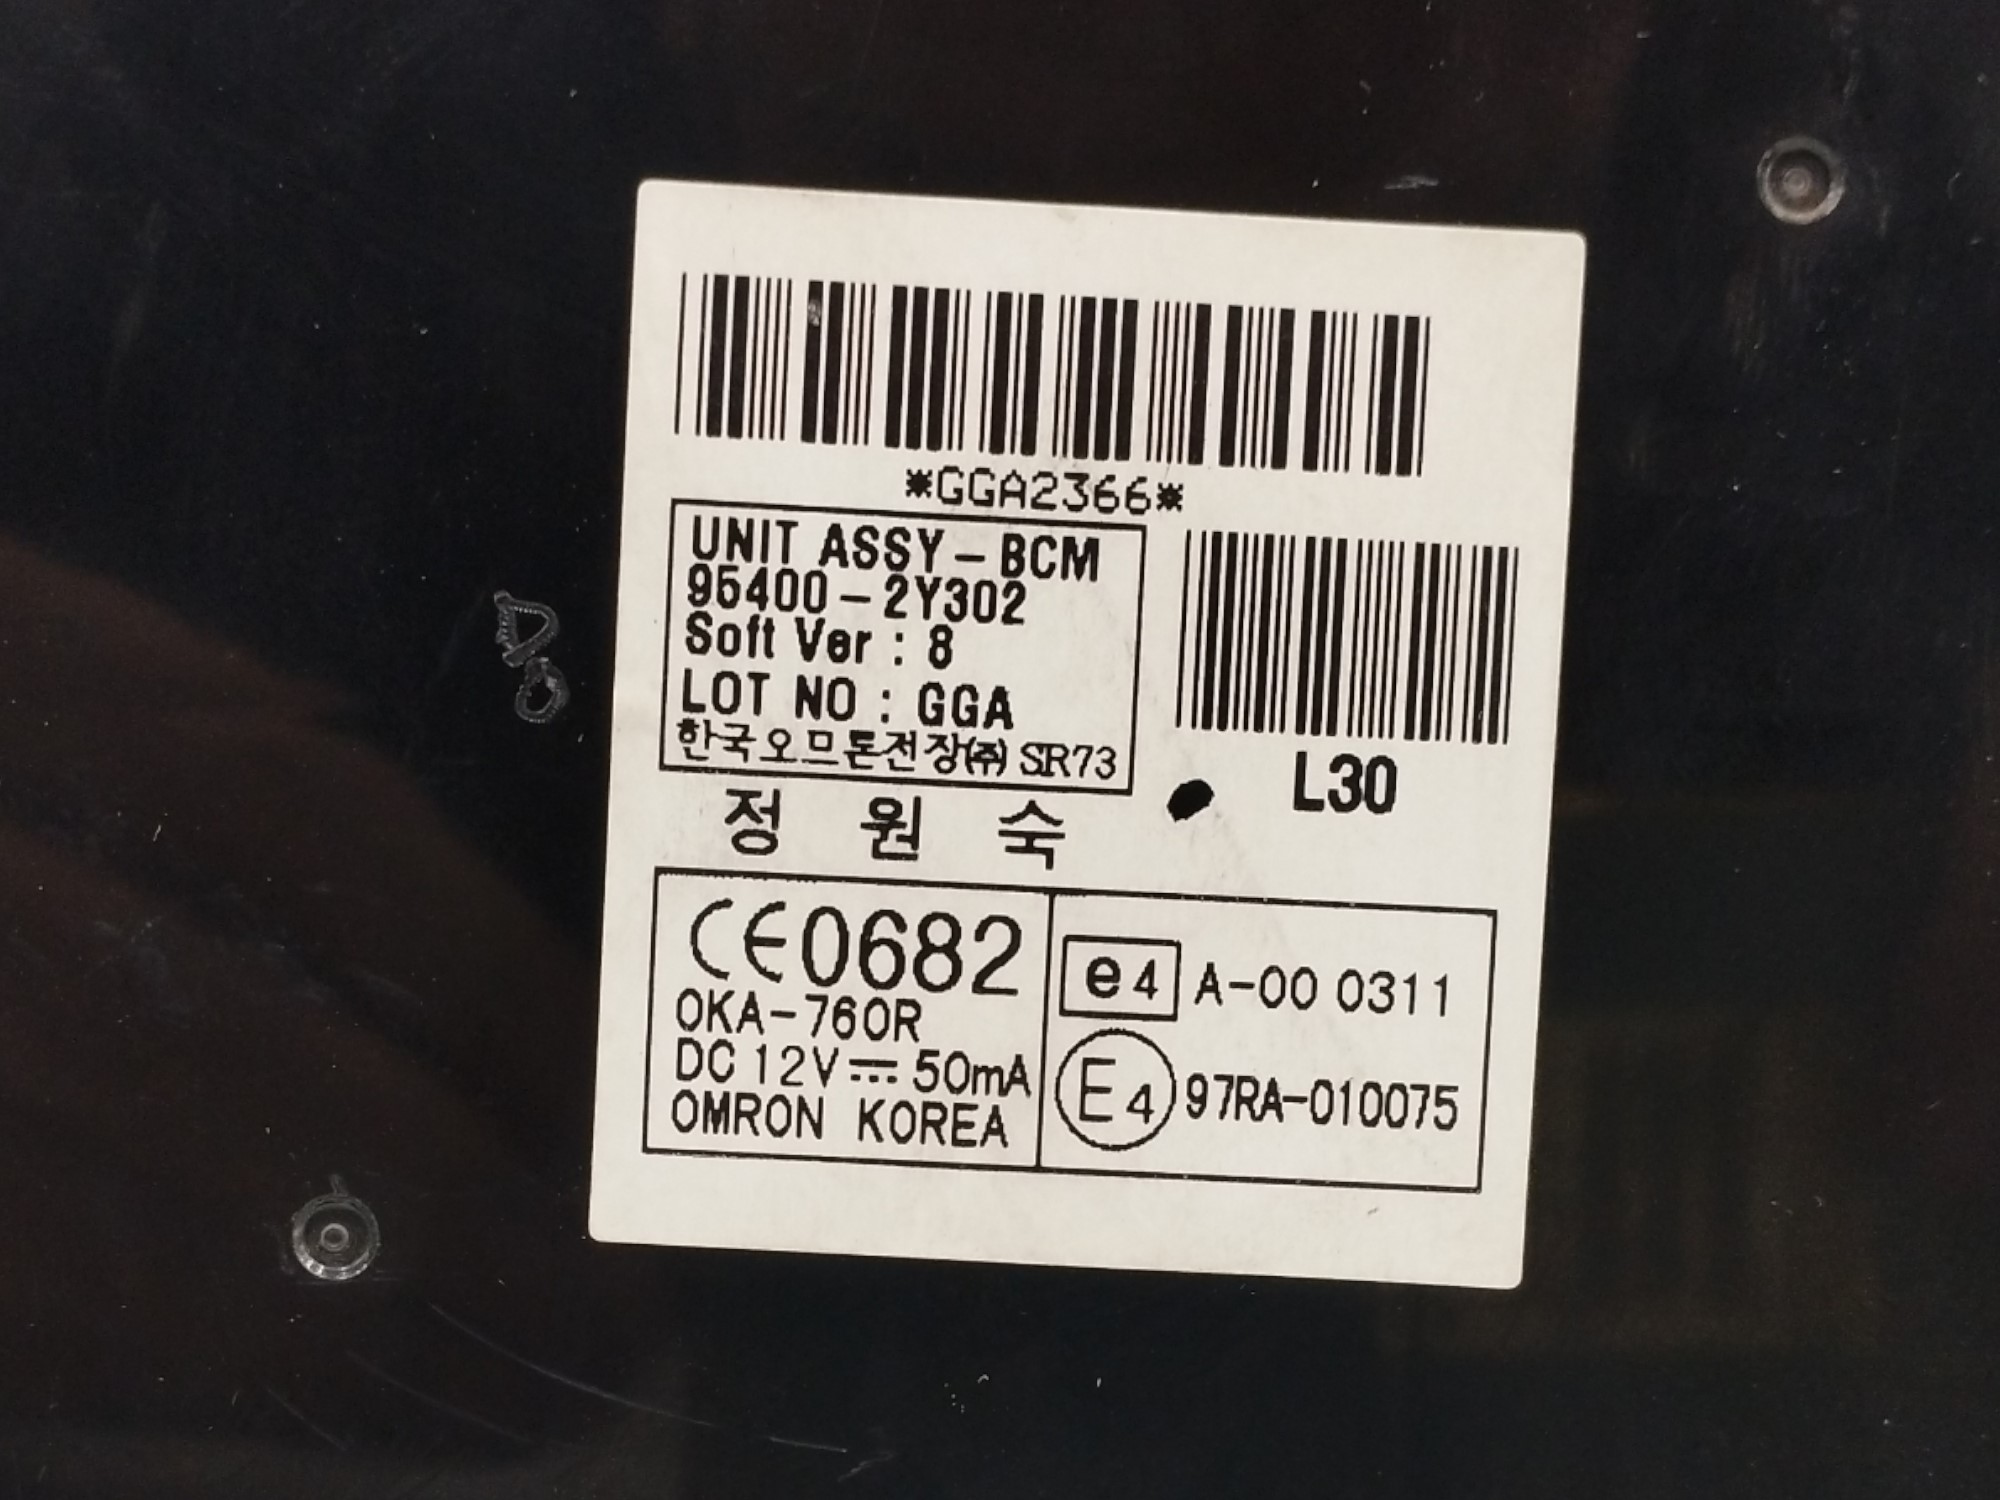 *GGA2366*
UNIT ASSY-BCM
95400-2Y302
Soft Ver : 8
LOT NO : GGA
한국오므론전장(주) SR73
L30
정 원 숙
CE0682
OKA-760R
DC 12V⎓50mA
OMRON KOREA
e4 A-00 0311
E4 97RA-010075